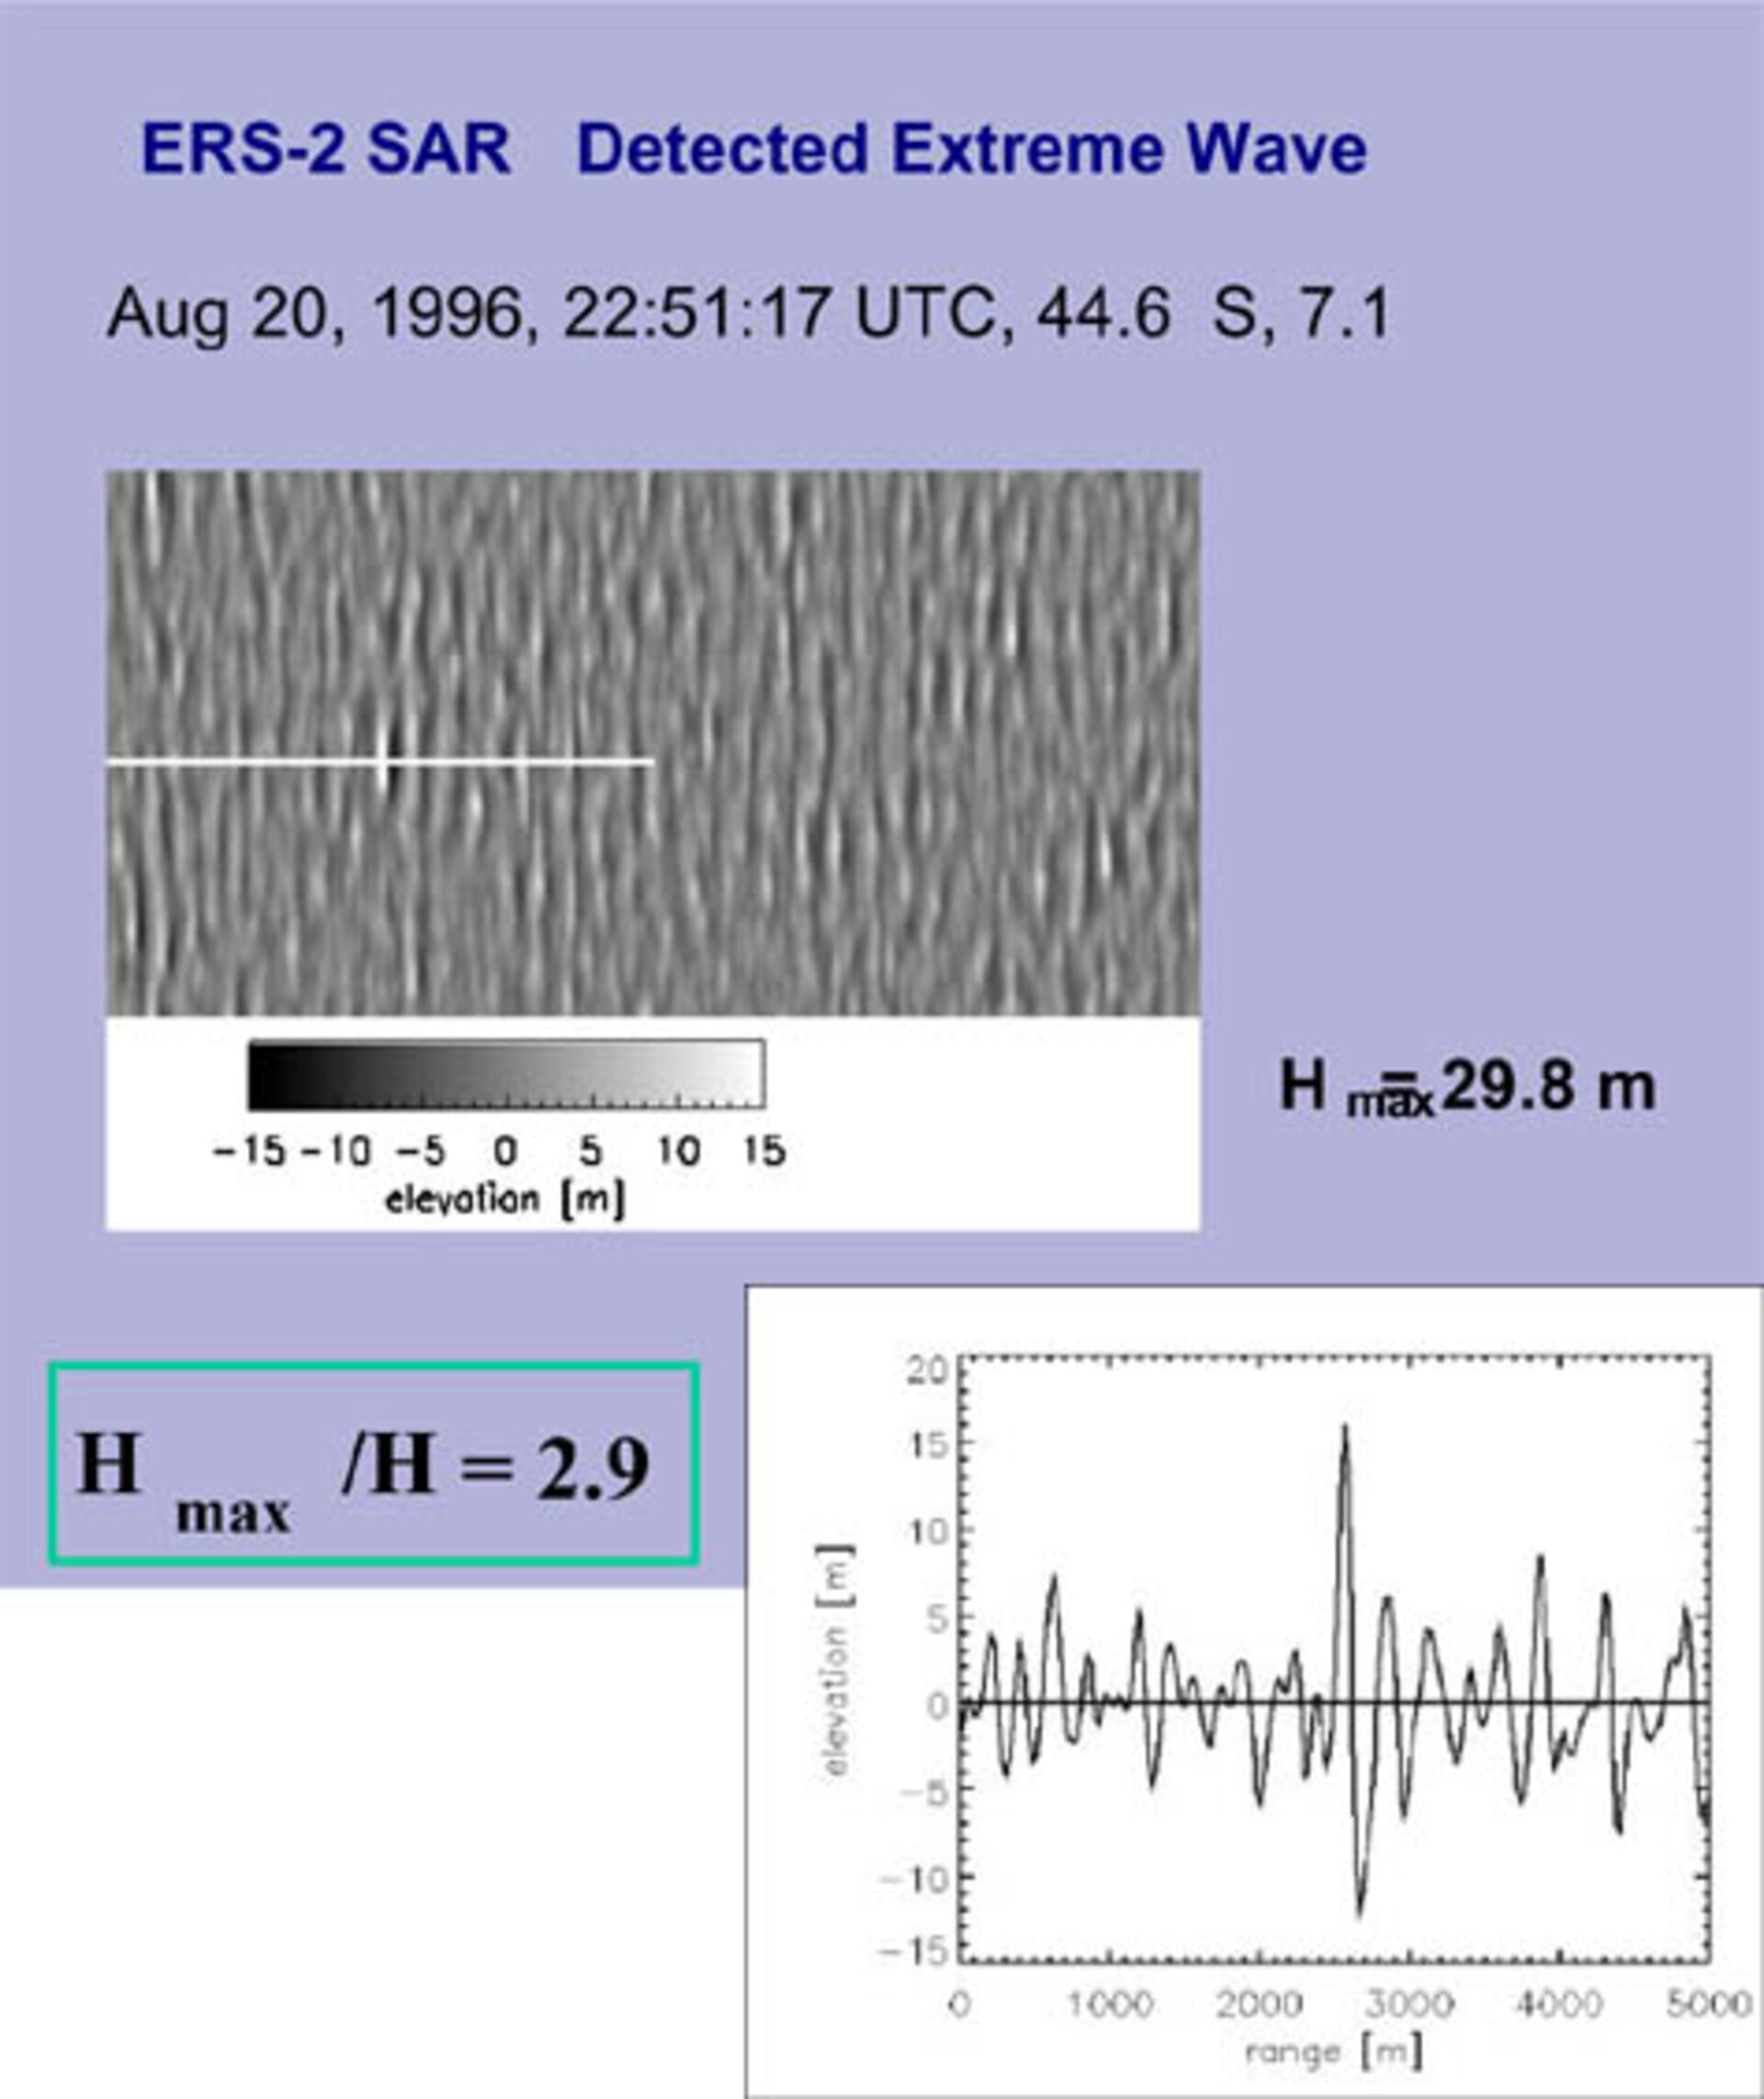 ERS-2 SAR Detected Extreme Wave
Aug 20, 1996, 22:51:17 UTC, 44.6 S, 7.1
-15 -10 -5 0 5 10 15
elevation [m]
H max = 29.8 m
H max /H = 2.9
20
15
10
5
0
-5
-10
-15
elevation [m]
0 1000 2000 3000 4000 5000
range [m]